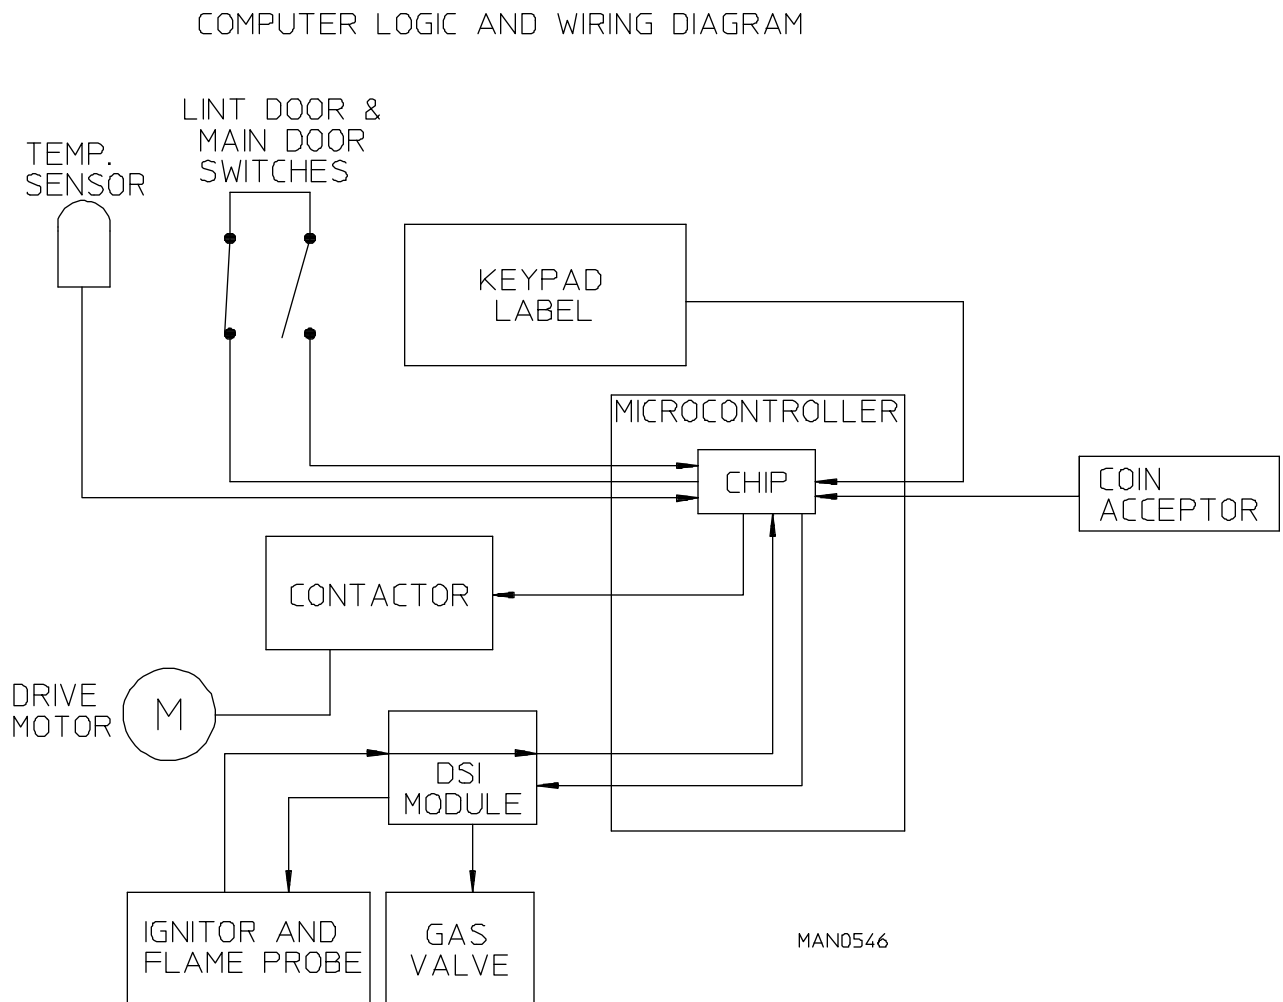 COMPUTER LOGIC AND WIRING DIAGRAM
LINT DOOR &
MAIN DOOR
SWITCHES
TEMP.
SENSOR
KEYPAD
LABEL
MICROCONTROLLER
CHIP
COIN
ACCEPTOR
CONTACTOR
DRIVE
MOTOR
M
DSI
MODULE
IGNITOR AND
FLAME PROBE
GAS
VALVE
MAN0546